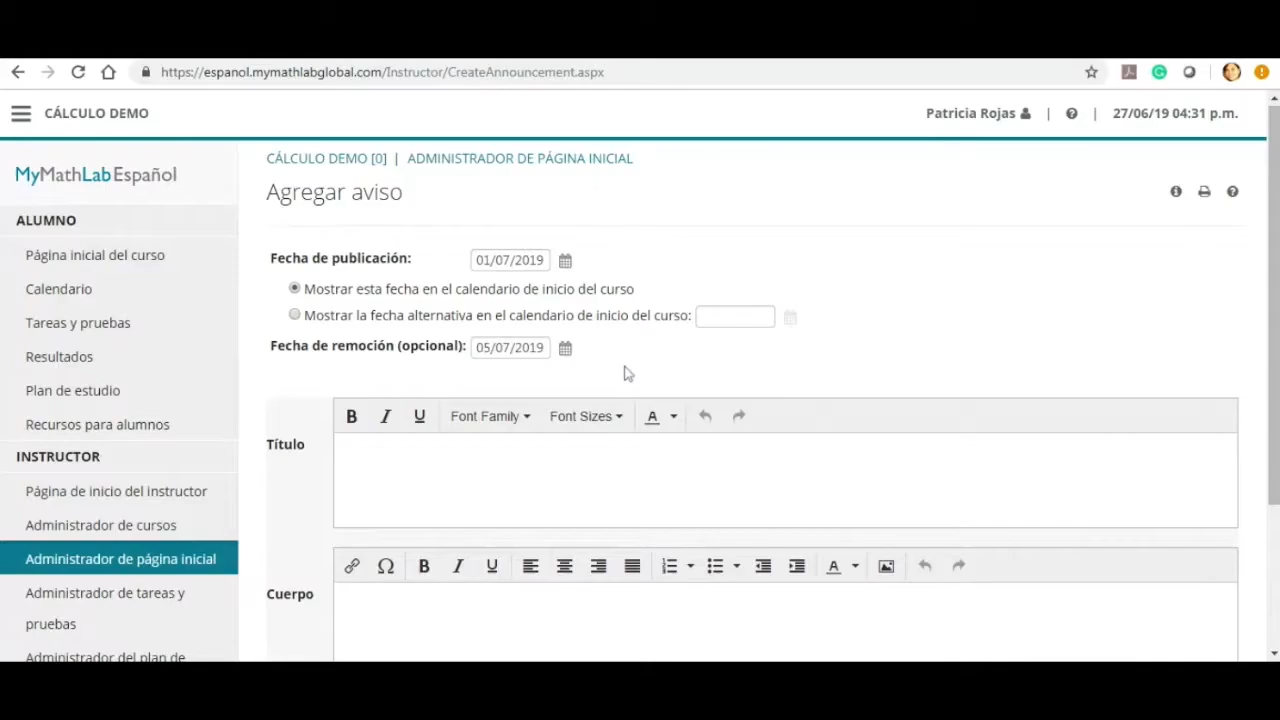 https://espanol.mymathlabglobal.com/Instructor/CreateAnnouncement.aspx
CÁLCULO DEMO
Patricia Rojas | ? | 27/06/19 04:31 p.m.
MyMathLab Español
ALUMNO
Página inicial del curso
Calendario
Tareas y pruebas
Resultados
Plan de estudio
Recursos para alumnos
INSTRUCTOR
Página de inicio del instructor
Administrador de cursos
Administrador de página inicial
Administrador de tareas y
pruebas
Administrador del plan de
CÁLCULO DEMO [0] | ADMINISTRADOR DE PÁGINA INICIAL
Agregar aviso
Fecha de publicación: 01/07/2019
Mostrar esta fecha en el calendario de inicio del curso
Mostrar la fecha alternativa en el calendario de inicio del curso:
Fecha de remoción (opcional): 05/07/2019
B I U Font Family Font Sizes A
Título
Ω B I U A
Cuerpo